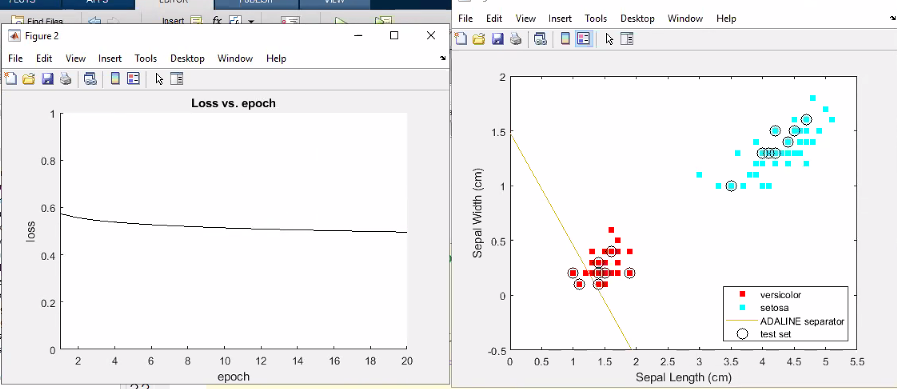 PUBLISH
VIEW
Find Files
Insert
fx
Figure 2
File Edit View Insert Tools Desktop Window Help
Loss vs. epoch
1
0.8
0.6
0.4
0.2
0
loss
2 4 6 8 10 12 14 16 18 20
epoch
File Edit View Insert Tools Desktop Window Help
2
1.5
1
0.5
0
-0.5
Sepal Width (cm)
0 0.5 1 1.5 2 2.5 3 3.5 4 4.5 5 5.5
Sepal Length (cm)
versicolor
setosa
ADALINE separator
test set